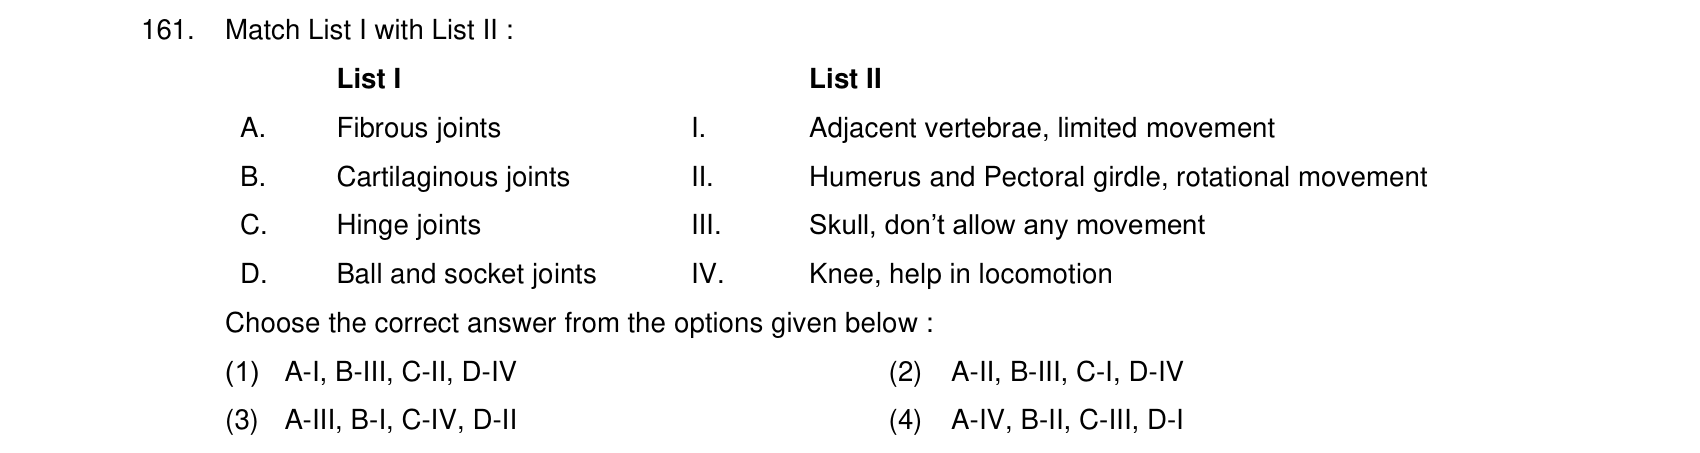 161. Match List I with List II :
List I List II
A. Fibrous joints I. Adjacent vertebrae, limited movement
B. Cartilaginous joints II. Humerus and Pectoral girdle, rotational movement
C. Hinge joints III. Skull, don’t allow any movement
D. Ball and socket joints IV. Knee, help in locomotion
Choose the correct answer from the options given below :
(1) A-I, B-III, C-II, D-IV (2) A-II, B-III, C-I, D-IV
(3) A-III, B-I, C-IV, D-II (4) A-IV, B-II, C-III, D-I